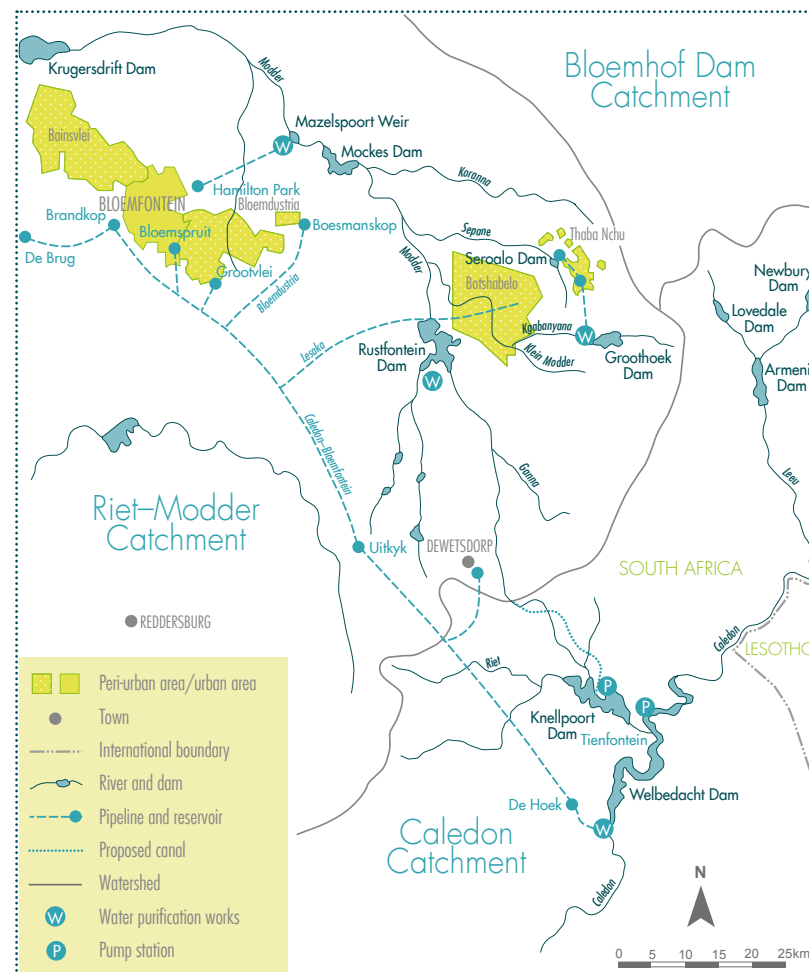 Krugersdrift Dam
Modder
Bloemhof Dam
Catchment
Bainsvlei
Mazelspoort Weir
W
Mockes Dam
Koranna
Hamilton Park
BLOEMFONTEIN
Bloemdustria
Brandkop
Bloemspruit
Boesmanskop
De Brug
Grootvlei
Bloemdustria
Sepane
Thaba Nchu
Modder
Seroalo Dam
Botshabelo
Newbury
Dam
Lovedale
Dam
Lesaka
Rustfontein
Dam
Kgabanyana
Klein Modder
W
Groothoek
Dam
W
Armeni
Dam
Caledon–Bloemfontein
Ganna
Leeu
Riet–Modder
Catchment
Uitkyk
DEWETSDORP
SOUTH AFRICA
REDDERSBURG
Caledon
LESOTHO
Riet
P
P
Knellpoort
Dam
Tienfontein
De Hoek
Welbedacht Dam
W
Caledon
Catchment
Caledon
Peri-urban area/urban area
Town
International boundary
River and dam
Pipeline and reservoir
Proposed canal
Watershed
W Water purification works
P Pump station
N
0 5 10 15 20 25km